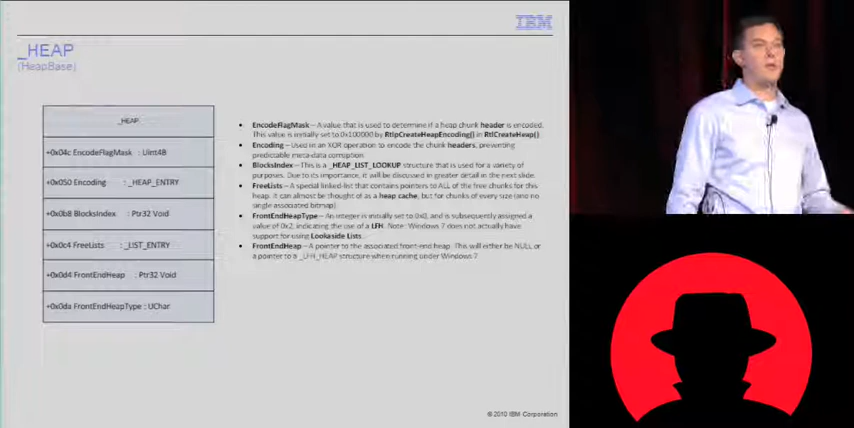 IBM
_HEAP
(HeapBase)
_HEAP
+0x04c EncodeFlagMask : Uint4B
+0x050 Encoding : _HEAP_ENTRY
+0x0b8 BlocksIndex : Ptr32 Void
+0x0c4 FreeLists : _LIST_ENTRY
+0x0d4 FrontEndHeap : Ptr32 Void
+0x0da FrontEndHeapType : UChar
• EncodeFlagMask – A value that is used to determine if a heap chunk header is encoded.
This value is initially set to 0x100000 by RtlpCreateHeapEncoding() in RtlCreateHeap()
• Encoding – Used in an XOR operation to encode the chunk headers, preventing
predictable meta-data corruption
• BlocksIndex – This is a _HEAP_LIST_LOOKUP structure that is used for a variety of
purposes. Due to its importance, it will be discussed in greater detail in the next slide.
• FreeLists – A special linked-list that contains pointers to ALL of the free chunks for this
heap. It can almost be thought of as a heap cache, but for chunks of every size (and no
single associated bitmap)
• FrontEndHeapType – An integer is initially set to 0x0, and is subsequently assigned a
value of 0x2, indicating the use of a LFH. Note: Windows 7 does not actually have
support for using Lookaside Lists.
• FrontEndHeap – A pointer to the associated front-end heap. This will either be NULL or
a pointer to a _LFH_HEAP structure when running under Windows 7
© 2010 IBM Corporation